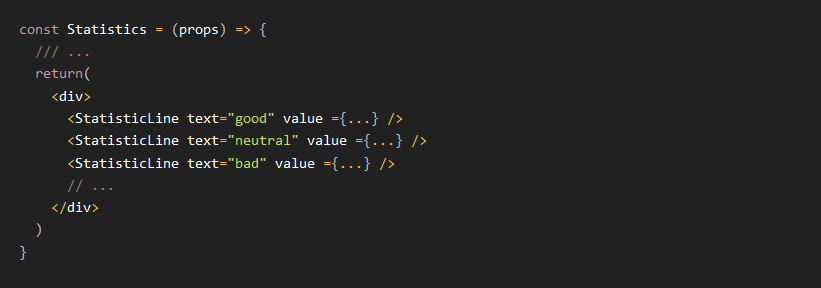 const Statistics = (props) => {
  /// ...
  return(
    <div>
      <StatisticLine text="good" value ={...} />
      <StatisticLine text="neutral" value ={...} />
      <StatisticLine text="bad" value ={...} />
      // ...
    </div>
  )
}